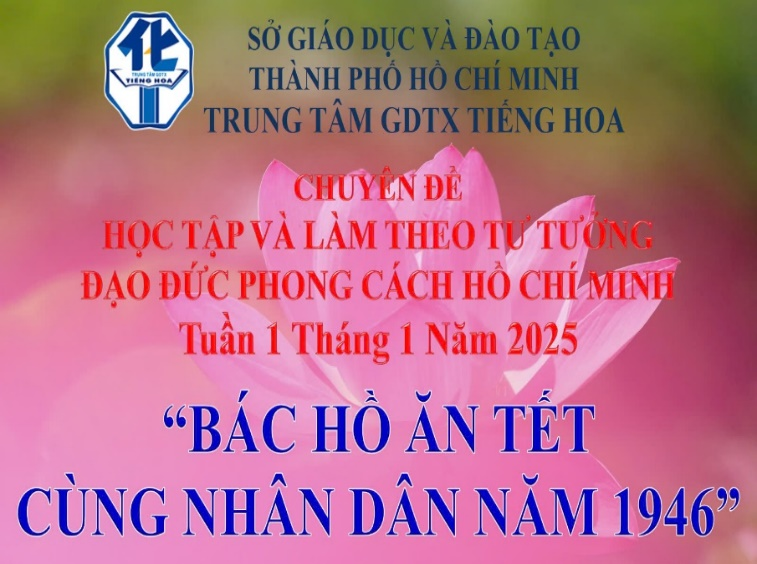 SỞ GIÁO DỤC VÀ ĐÀO TẠO
THÀNH PHỐ HỒ CHÍ MINH
TRUNG TÂM GDTX TIẾNG HOA
TRUNG TÂM GDTX
TIẾNG HOA
CHUYÊN ĐỀ
HỌC TẬP VÀ LÀM THEO TƯ TƯỞNG
ĐẠO ĐỨC PHONG CÁCH HỒ CHÍ MINH
Tuần 1 Tháng 1 Năm 2025
“BÁC HỒ ĂN TẾT
CÙNG NHÂN DÂN NĂM 1946”